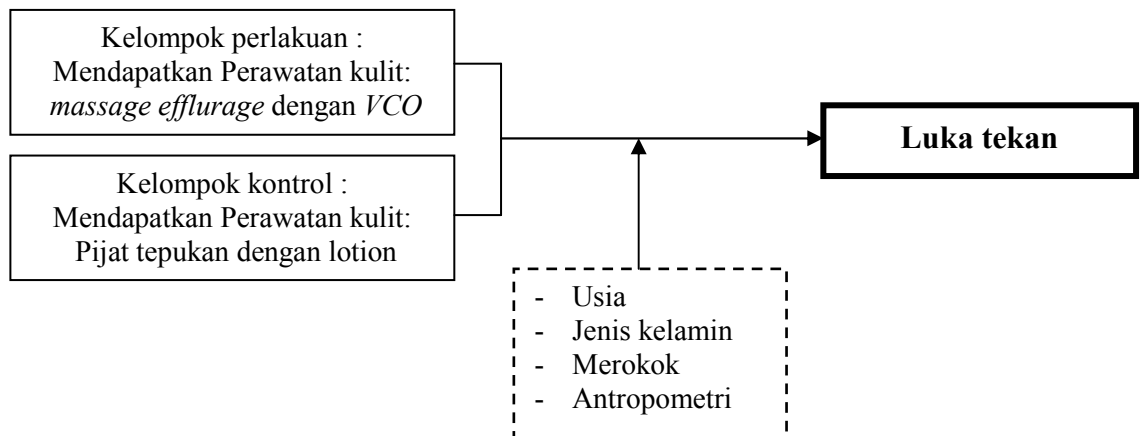 Kelompok perlakuan :
Mendapatkan Perawatan kulit:
massage efflurage dengan VCO
Luka tekan
Kelompok kontrol :
Mendapatkan Perawatan kulit:
Pijat tepukan dengan lotion
- Usia
- Jenis kelamin
- Merokok
- Antropometri